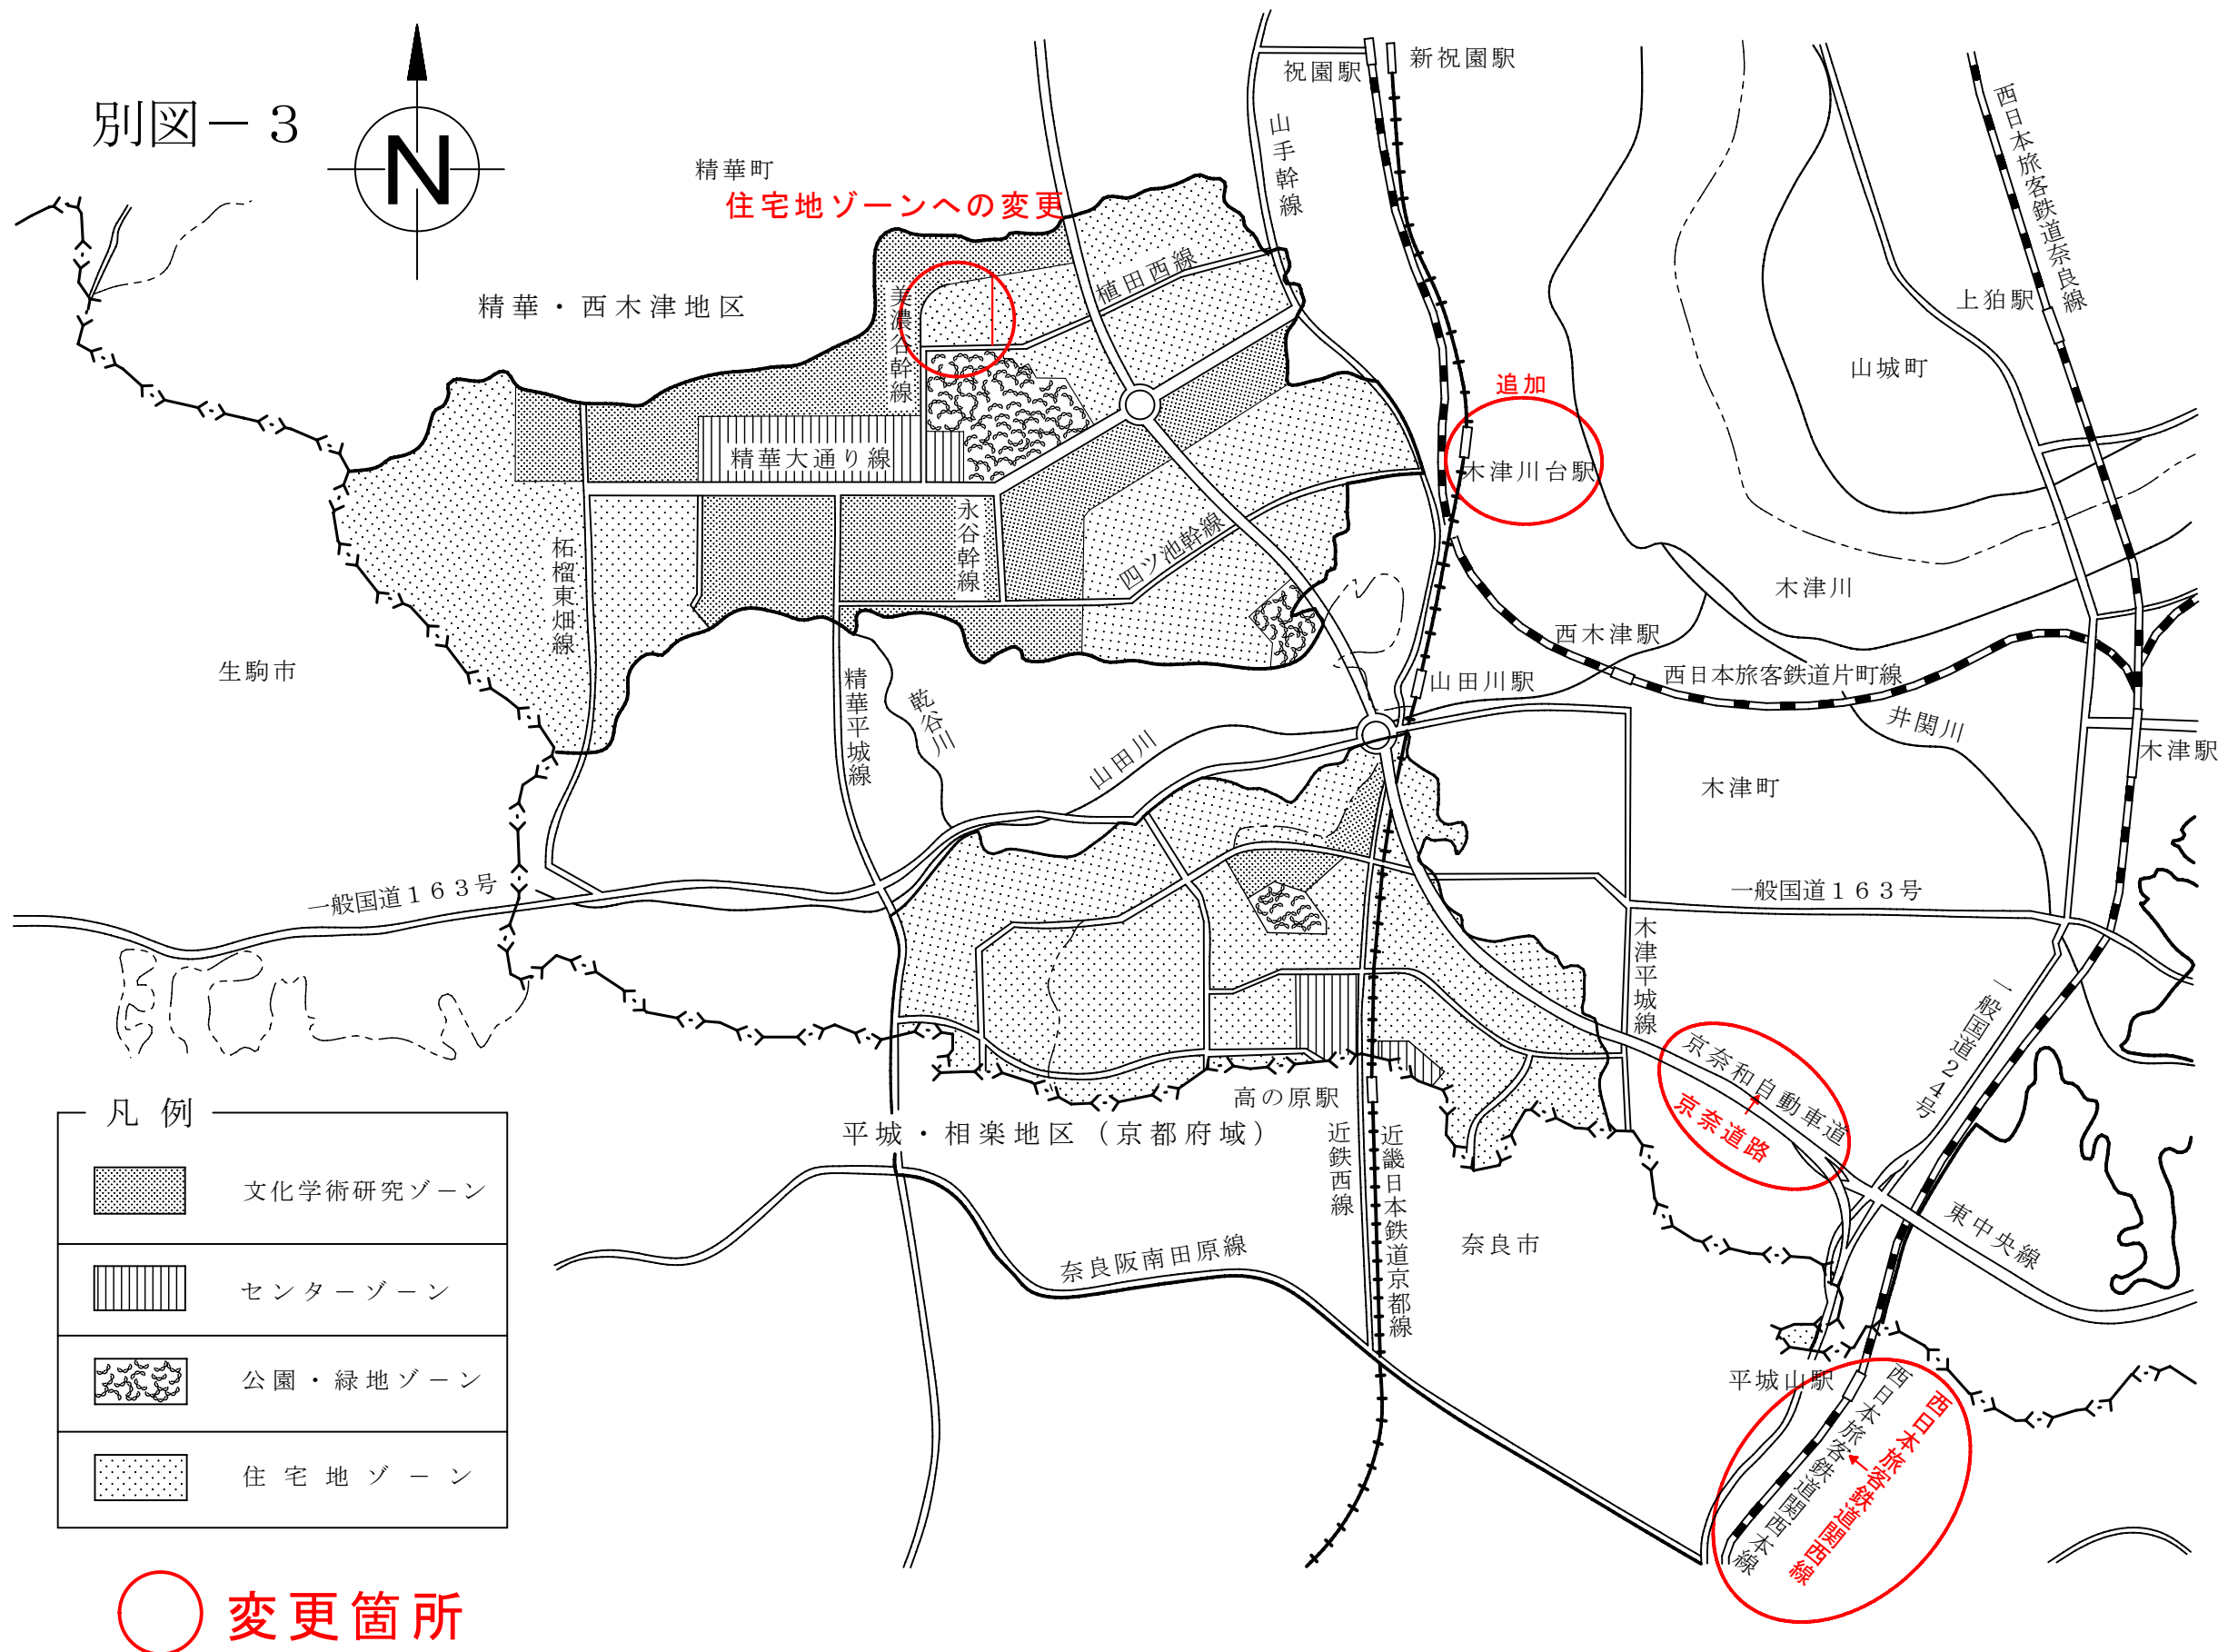 別図－３
N
精華町
住宅地ゾーンへの変更
祝園駅
新祝園駅
山手幹線
西日本旅客鉄道奈良線
精華・西木津地区
美濃谷幹線
植田西線
上狛駅
山城町
追加
木津川台駅
精華大通り線
永谷幹線
四ツ池幹線
柘榴東畑線
木津川
西木津駅
生駒市
西日本旅客鉄道片町線
山田川駅
精華平城線
乾谷川
山田川
井関川
木津駅
木津町
一般国道１６３号
一般国道１６３号
木津平城線
一般国道２４号
京奈和自動車道
京奈道路
高の原駅
平城・相楽地区（京都府域）
近鉄西線
近畿日本鉄道京都線
奈良市
東中央線
奈良阪南田原線
平城山駅
西日本旅客鉄道関西本線
西日本旅客鉄道関西線
凡例
文化学術研究ゾーン
センターゾーン
公園・緑地ゾーン
住宅地ゾーン
変更箇所